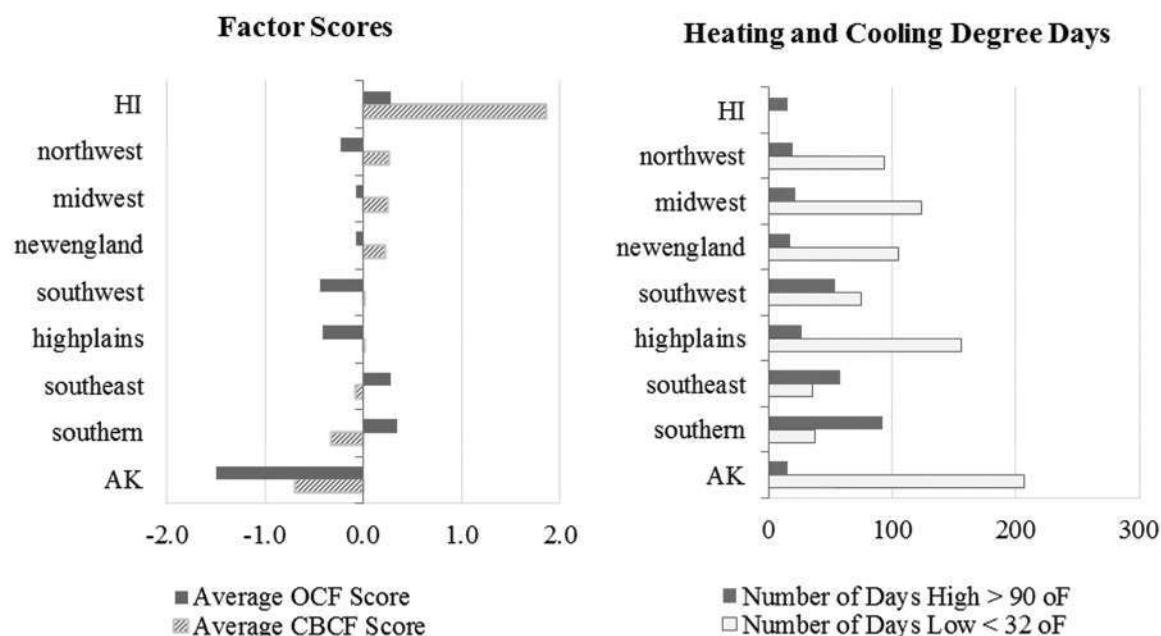 Factor Scores
HI
northwest
midwest
newengland
southwest
highplains
southeast
southern
AK
-2.0 -1.0 0.0 1.0 2.0
Average OCF Score
Average CBCF Score
Heating and Cooling Degree Days
HI
northwest
midwest
newengland
southwest
highplains
southeast
southern
AK
0 100 200 300
Number of Days High > 90 oF
Number of Days Low < 32 oF